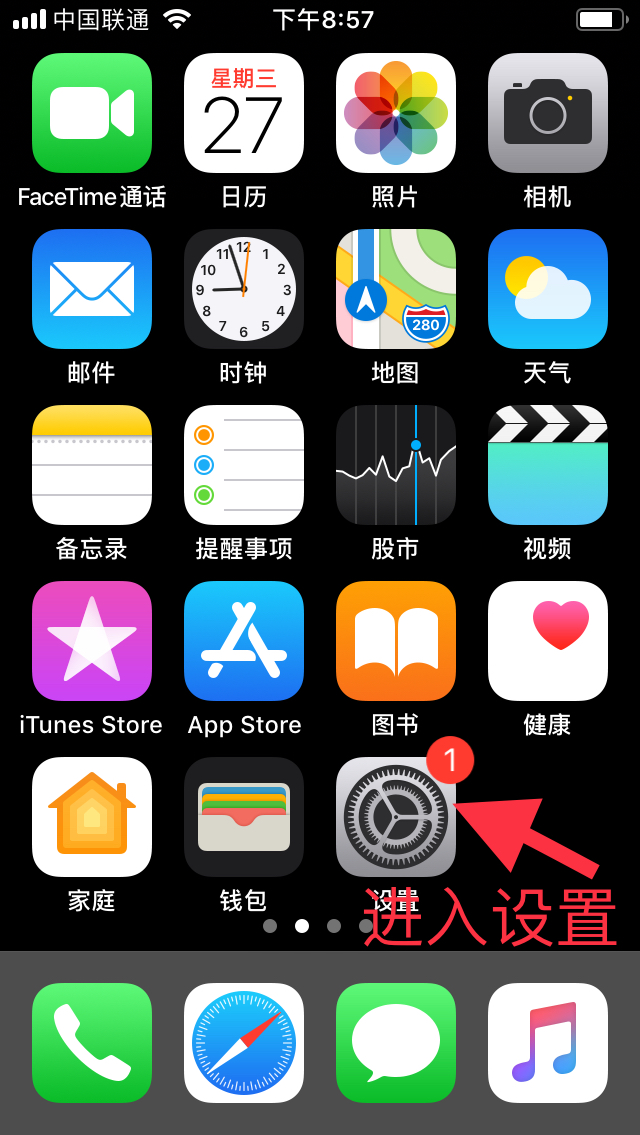 中国联通 下午8:57
星期三
27
FaceTime通话 日历 照片 相机
11 12 1
10 2
9 3
8 4
7 6 5
280
邮件 时钟 地图 天气
备忘录 提醒事项 股市 视频
iTunes Store App Store 图书 健康
1
家庭 钱包 设置
进入设置